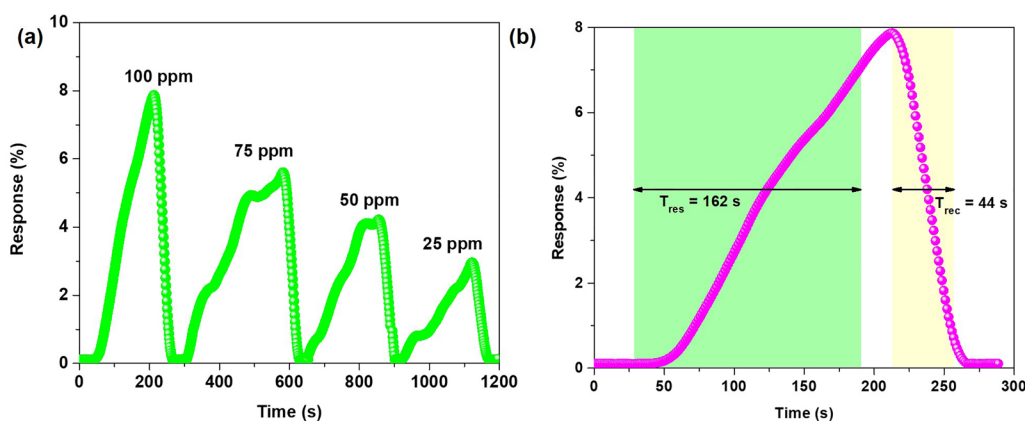 (a)
10
8
6
4
2
0
Response (%)
100 ppm
75 ppm
50 ppm
25 ppm
0 200 400 600 800 1000 1200
Time (s)
(b)
8
6
4
2
0
Response (%)
T_res = 162 s
T_rec = 44 s
0 50 100 150 200 250 300
Time (s)